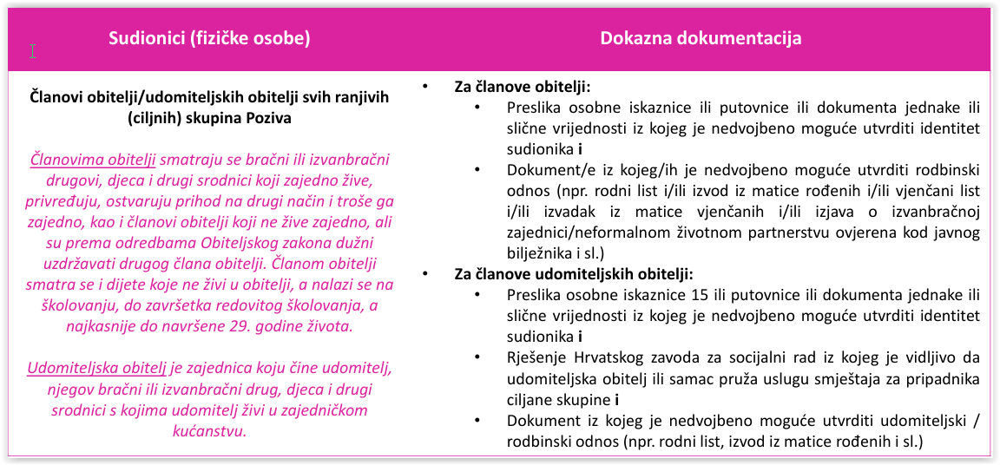 Sudionici (fizičke osobe)
Dokazna dokumentacija
Članovi obitelji/udomiteljskih obitelji svih ranjivih
(ciljnih) skupina Poziva
Članovima obitelji smatraju se bračni ili izvanbračni
drugovi, djeca i drugi srodnici koji zajedno žive,
privređuju, ostvaruju prihod na drugi način i troše ga
zajedno, kao i članovi obitelji koji ne žive zajedno, ali
su prema odredbama Obiteljskog zakona dužni
uzdržavati drugog člana obitelji. Članom obitelji
smatra se i dijete koje ne živi u obitelji, a nalazi se na
školovanju, do završetka redovitog školovanja, a
najkasnije do navršene 29. godine života.
Udomiteljska obitelj je zajednica koju čine udomitelj,
njegov bračni ili izvanbračni drug, djeca i drugi
srodnici s kojima udomitelj živi u zajedničkom
kućanstvu.
• Za članove obitelji:
• Preslika osobne iskaznice ili putovnice ili dokumenta jednake ili
slične vrijednosti iz kojeg je nedvojbeno moguće utvrditi identitet
sudionika i
• Dokument/e iz kojeg/ih je nedvojbeno moguće utvrditi rodbinski
odnos (npr. rodni list i/ili izvod iz matice rođenih i/ili vjenčani list
i/ili izvadak iz matice vjenčanih i/ili izjava o izvanbračnoj
zajednici/neformalnom životnom partnerstvu ovjerena kod javnog
bilježnika i sl.)
• Za članove udomiteljskih obitelji:
• Preslika osobne iskaznice 15 ili putovnice ili dokumenta jednake ili
slične vrijednosti iz kojeg je nedvojbeno moguće utvrditi identitet
sudionika i
• Rješenje Hrvatskog zavoda za socijalni rad iz kojeg je vidljivo da
udomiteljska obitelj ili samac pruža uslugu smještaja za pripadnika
ciljane skupine i
• Dokument iz kojeg je nedvojbeno moguće utvrditi udomiteljski /
rodbinski odnos (npr. rodni list, izvod iz matice rođenih i sl.)